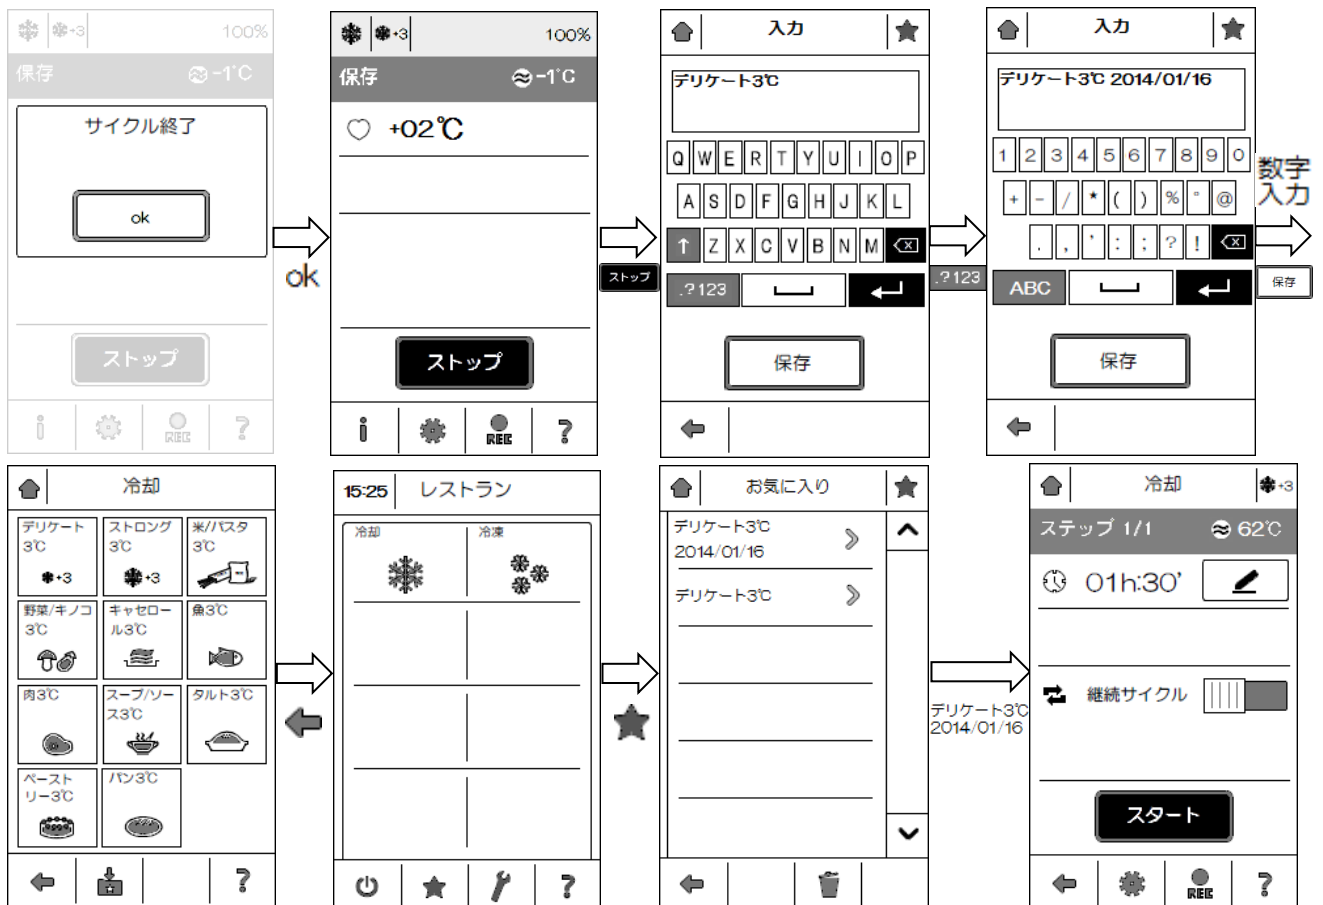 +3
100%
保存
-1℃
サイクル終了
ok
ストップ
i
REC
?
ok
+3
100%
保存
-1℃
+02℃
ストップ
i
REC
?
ストップ
入力
デリケート3℃
Q W E R T Y U I O P
A S D F G H J K L
↑ Z X C V B N M
.?123
保存
.?123
入力
デリケート3℃ 2014/01/16
1 2 3 4 5 6 7 8 9 0
+ - / * ( ) % ° @
. , ' : ; ? !
ABC
保存
数字
入力
保存
冷却
デリケート
3℃
+3
ストロング
3℃
+3
米/パスタ
3℃
野菜/キノコ
3℃
キャセロー
ル3℃
魚3℃
肉3℃
スープ/ソー
ス3℃
タルト3℃
ペースト
リー3℃
パン3℃
?
15:25 レストラン
冷却
冷凍
?
お気に入り
デリケート3℃
2014/01/16
デリケート3℃
デリケート3℃
2014/01/16
冷却
+3
ステップ 1/1
62℃
01h:30'
継続サイクル
スタート
REC
?